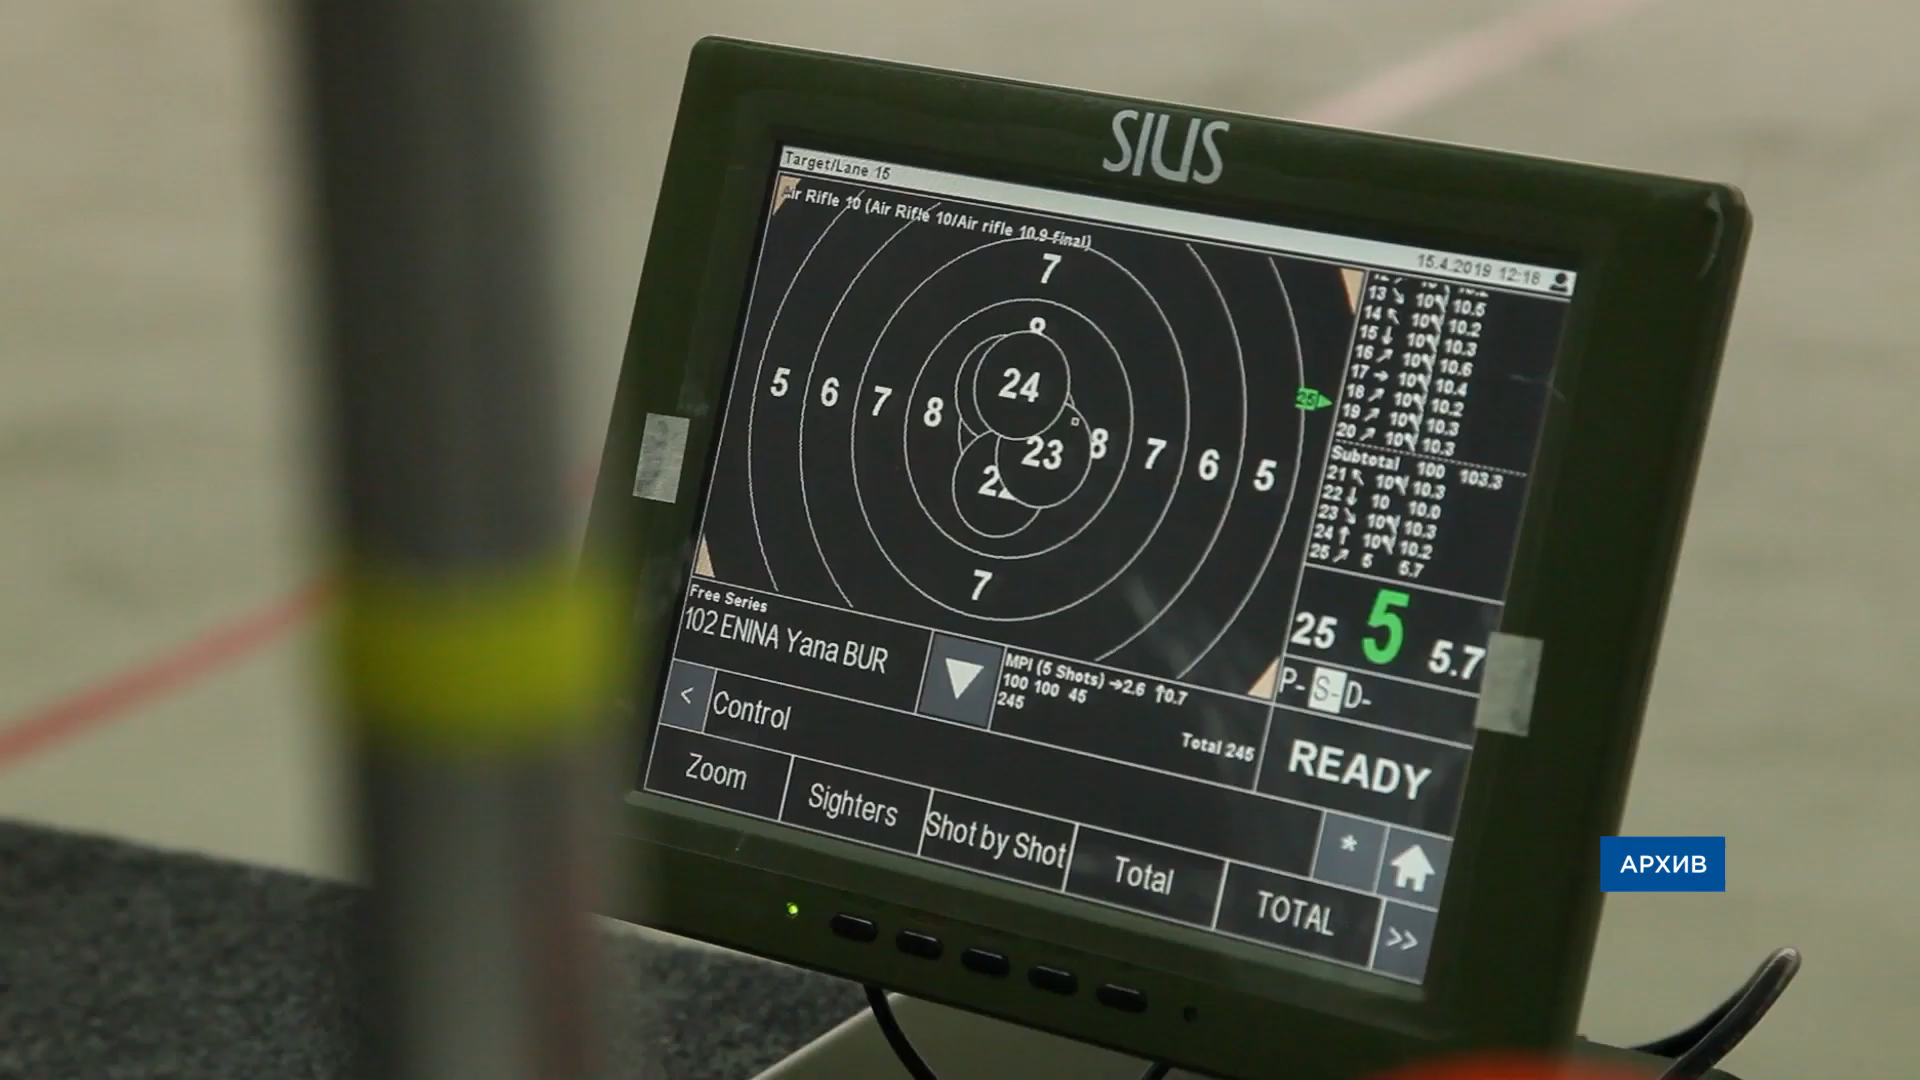 SIUS
Target/Lane 15
15.4.2019 12:18
Air Rifle 10 (Air Rifle 10/Air rifle 10.9 final)
7
8
24
5 6 7 8 23 8 7 6 5
7
25
13 10 10.5
14 10 10.2
15 10 10.3
16 10 10.6
17 10 10.4
18 10 10.2
19 10 10.3
20 10 10.3
Subtotal 100 103.3
21 10 10.3
22 10 10.0
23 10 10.3
24 10 10.2
25 5 5.7
25 5 5.7
P- S- D-
READY
Free Series
102 ENINA Yana BUR
MPI (5 Shots) →2.6 ↑0.7
100 100 45
245
Total 245
< Control
Zoom Sighters Shot by Shot Total TOTAL
*
>>
АРХИВ